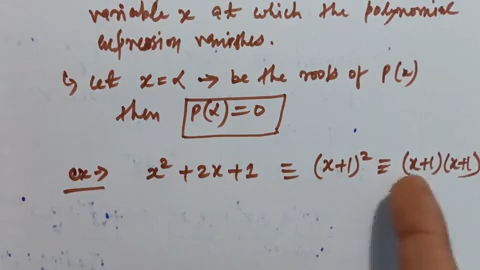 variable x at which the polynomial
expression vanishes.
↳ Let x=α → be the roots of P(x)
then P(α)=0
ex→ x² + 2x + 1 ≡ (x+1)² ≡ (x+1)(x+1)